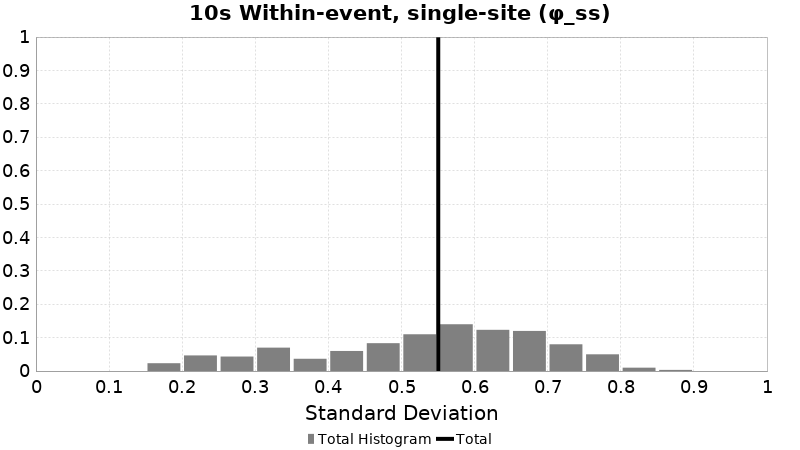 10s Within-event, single-site (φ_ss)
1
0.9
0.8
0.7
0.6
0.5
0.4
0.3
0.2
0.1
0
0 0.1 0.2 0.3 0.4 0.5 0.6 0.7 0.8 0.9 1
Standard Deviation
Total Histogram Total